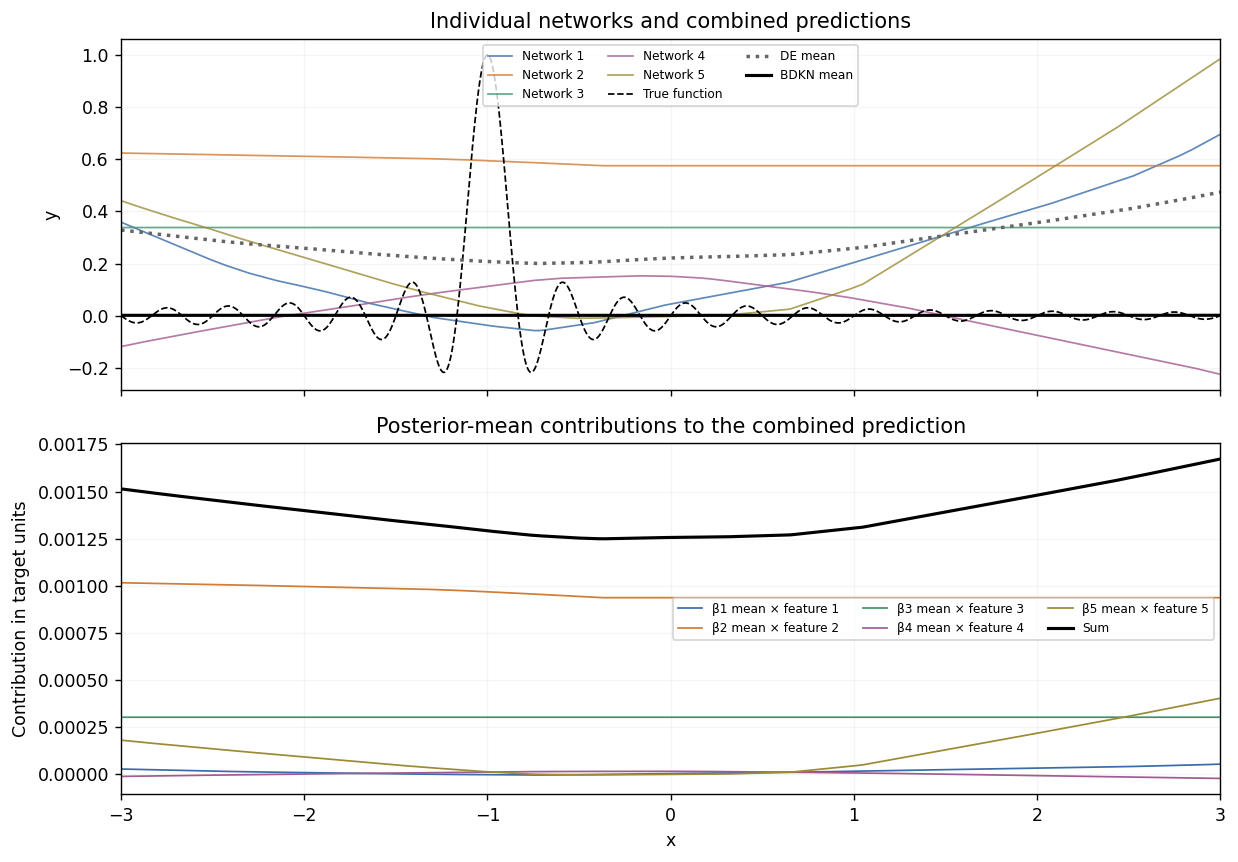 Individual networks and combined predictions
1.0
0.8
0.6
0.4
0.2
0.0
−0.2
y
Network 1
Network 2
Network 3
Network 4
Network 5
True function
DE mean
BDKN mean
Posterior-mean contributions to the combined prediction
0.00175
0.00150
0.00125
0.00100
0.00075
0.00050
0.00025
0.00000
Contribution in target units
β1 mean × feature 1
β2 mean × feature 2
β3 mean × feature 3
β4 mean × feature 4
β5 mean × feature 5
Sum
−3
−2
−1
0
1
2
3
x